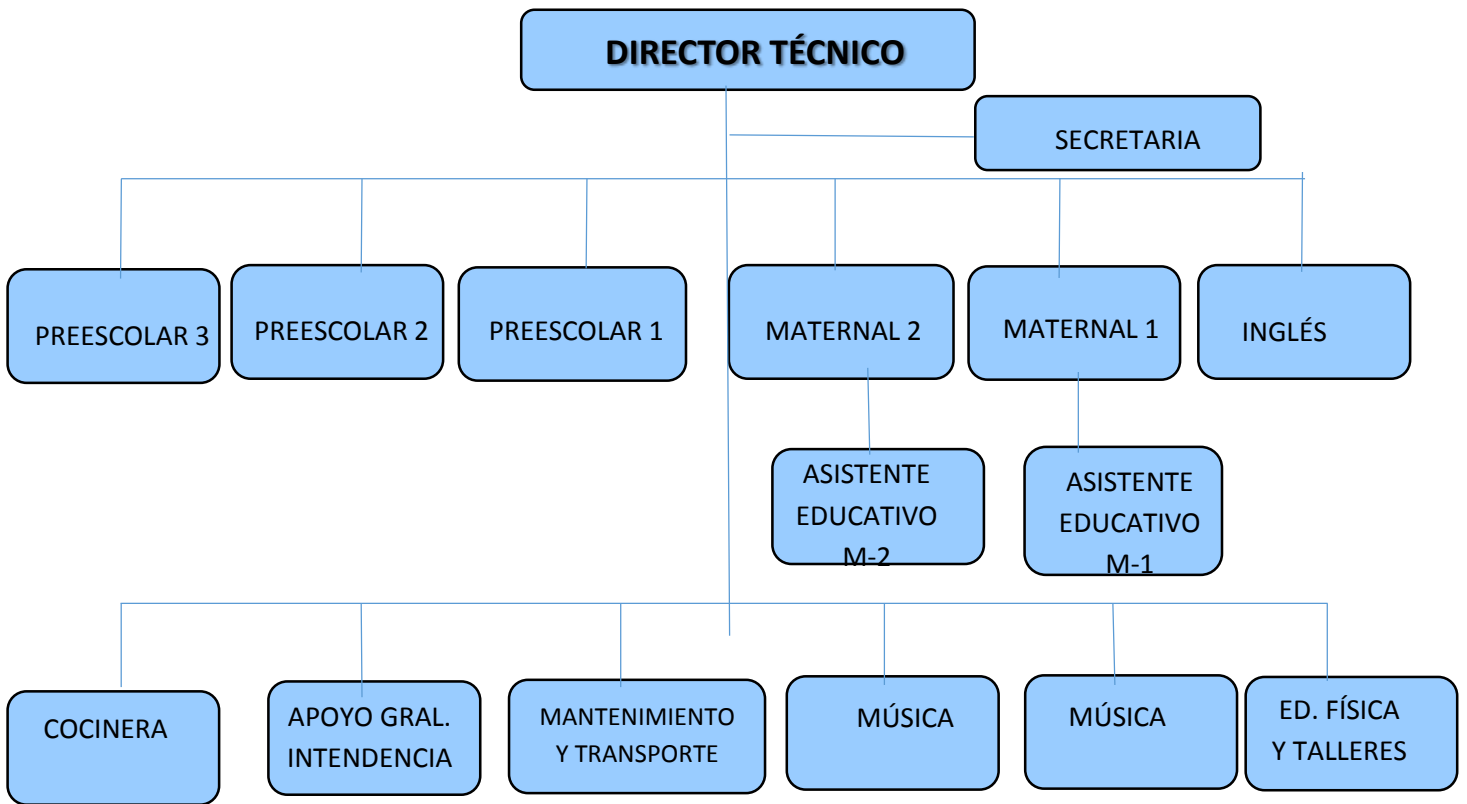 DIRECTOR TÉCNICO
SECRETARIA
PREESCOLAR 3
PREESCOLAR 2
PREESCOLAR 1
MATERNAL 2
MATERNAL 1
INGLÉS
ASISTENTE
EDUCATIVO
M-2
ASISTENTE
EDUCATIVO
M-1
COCINERA
APOYO GRAL.
INTENDENCIA
MANTENIMIENTO
Y TRANSPORTE
MÚSICA
MÚSICA
ED. FÍSICA
Y TALLERES